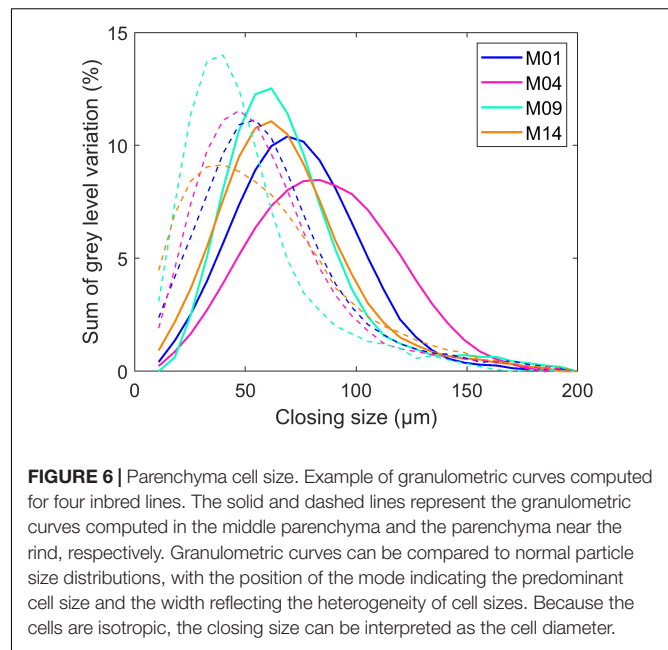 15
10
5
0
Sum of grey level variation (%)
M01
M04
M09
M14
0 50 100 150 200
Closing size (µm)
FIGURE 6 | Parenchyma cell size. Example of granulometric curves computed
for four inbred lines. The solid and dashed lines represent the granulometric
curves computed in the middle parenchyma and the parenchyma near the
rind, respectively. Granulometric curves can be compared to normal particle
size distributions, with the position of the mode indicating the predominant
cell size and the width reflecting the heterogeneity of cell sizes. Because the
cells are isotropic, the closing size can be interpreted as the cell diameter.